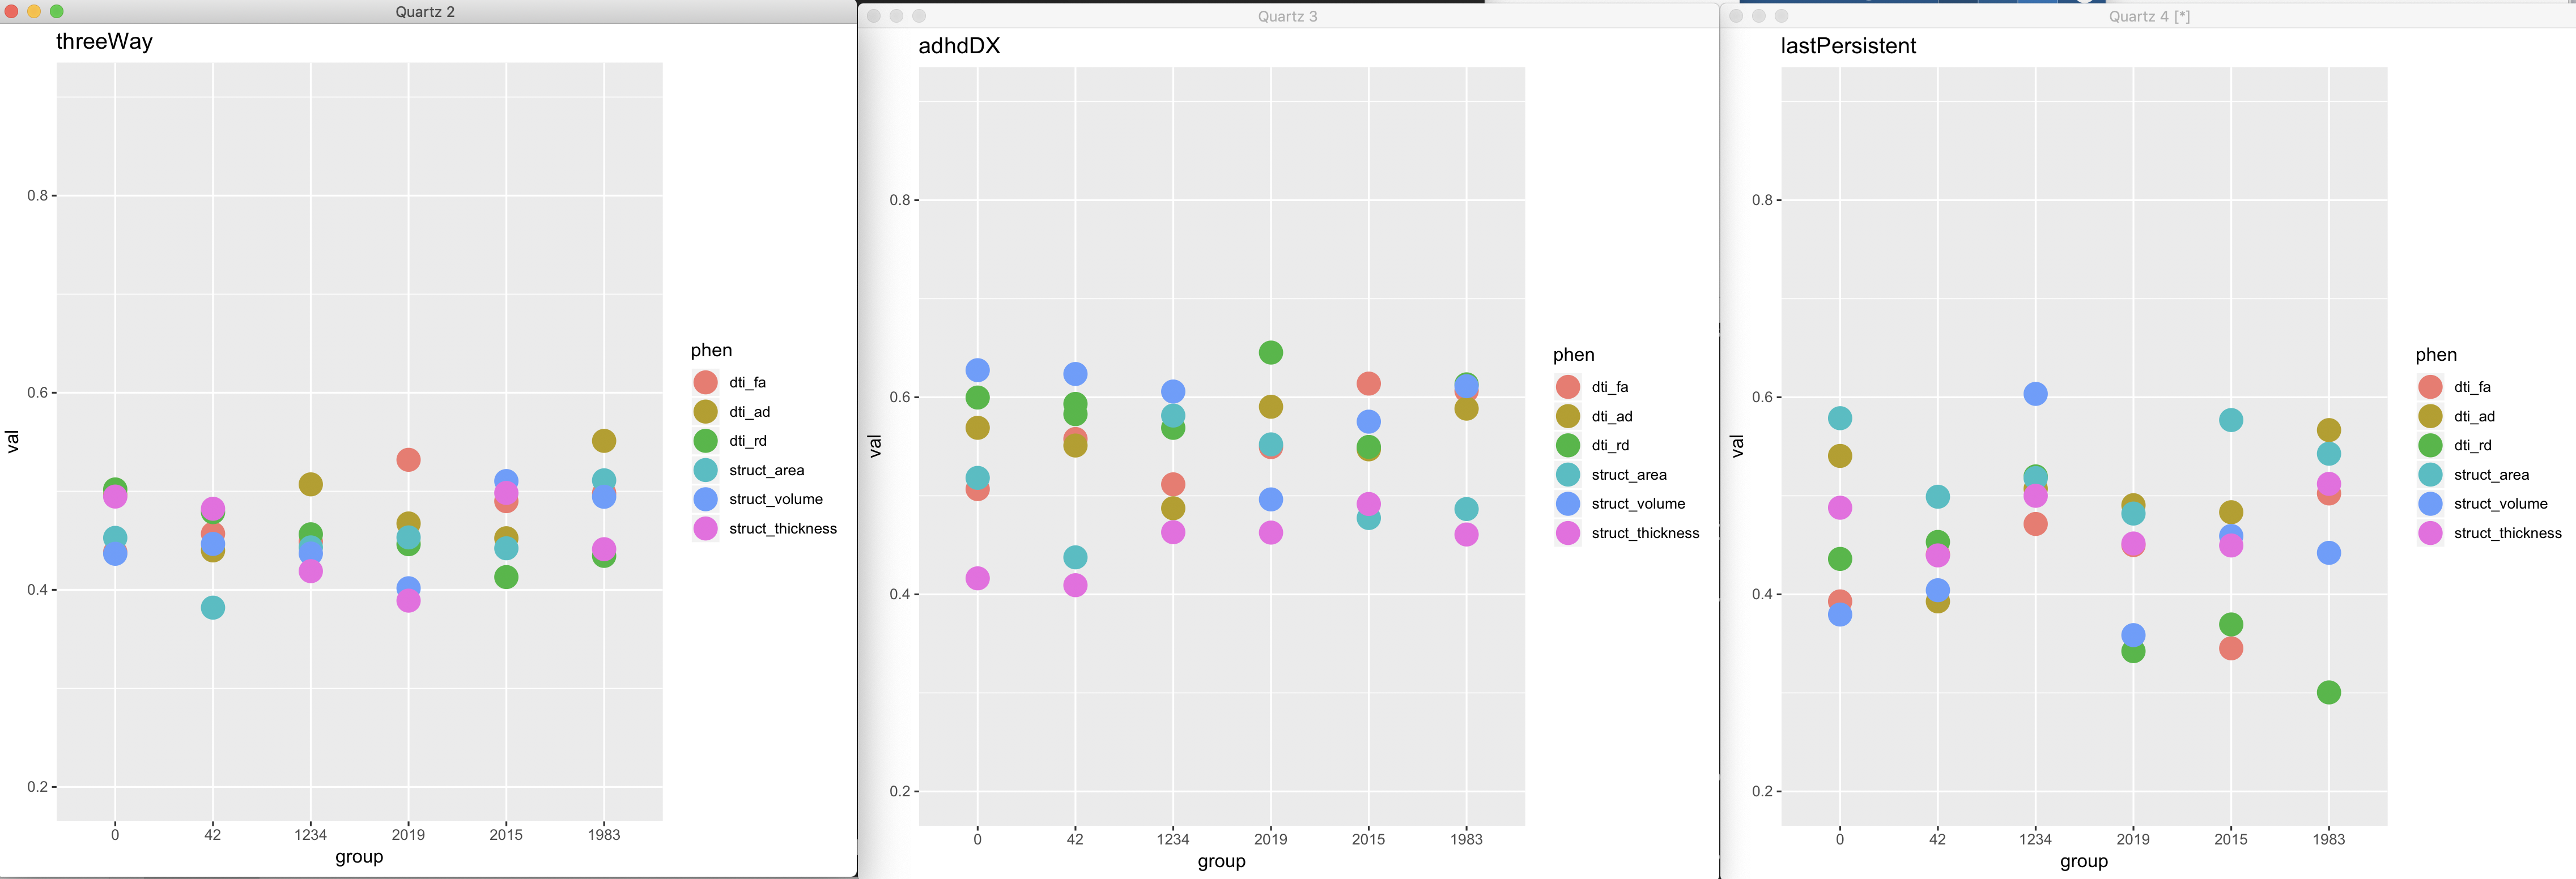 Quartz 2
threeWay
0.8
0.6
0.4
0.2
val
0 42 1234 2019 2015 1983
group
phen
dti_fa
dti_ad
dti_rd
struct_area
struct_volume
struct_thickness
Quartz 3
adhdDX
0.8
0.6
0.4
0.2
val
0 42 1234 2019 2015 1983
group
phen
dti_fa
dti_ad
dti_rd
struct_area
struct_volume
struct_thickness
Quartz 4 [*]
lastPersistent
0.8
0.6
0.4
0.2
val
0 42 1234 2019 2015 1983
group
phen
dti_fa
dti_ad
dti_rd
struct_area
struct_volume
struct_thickness